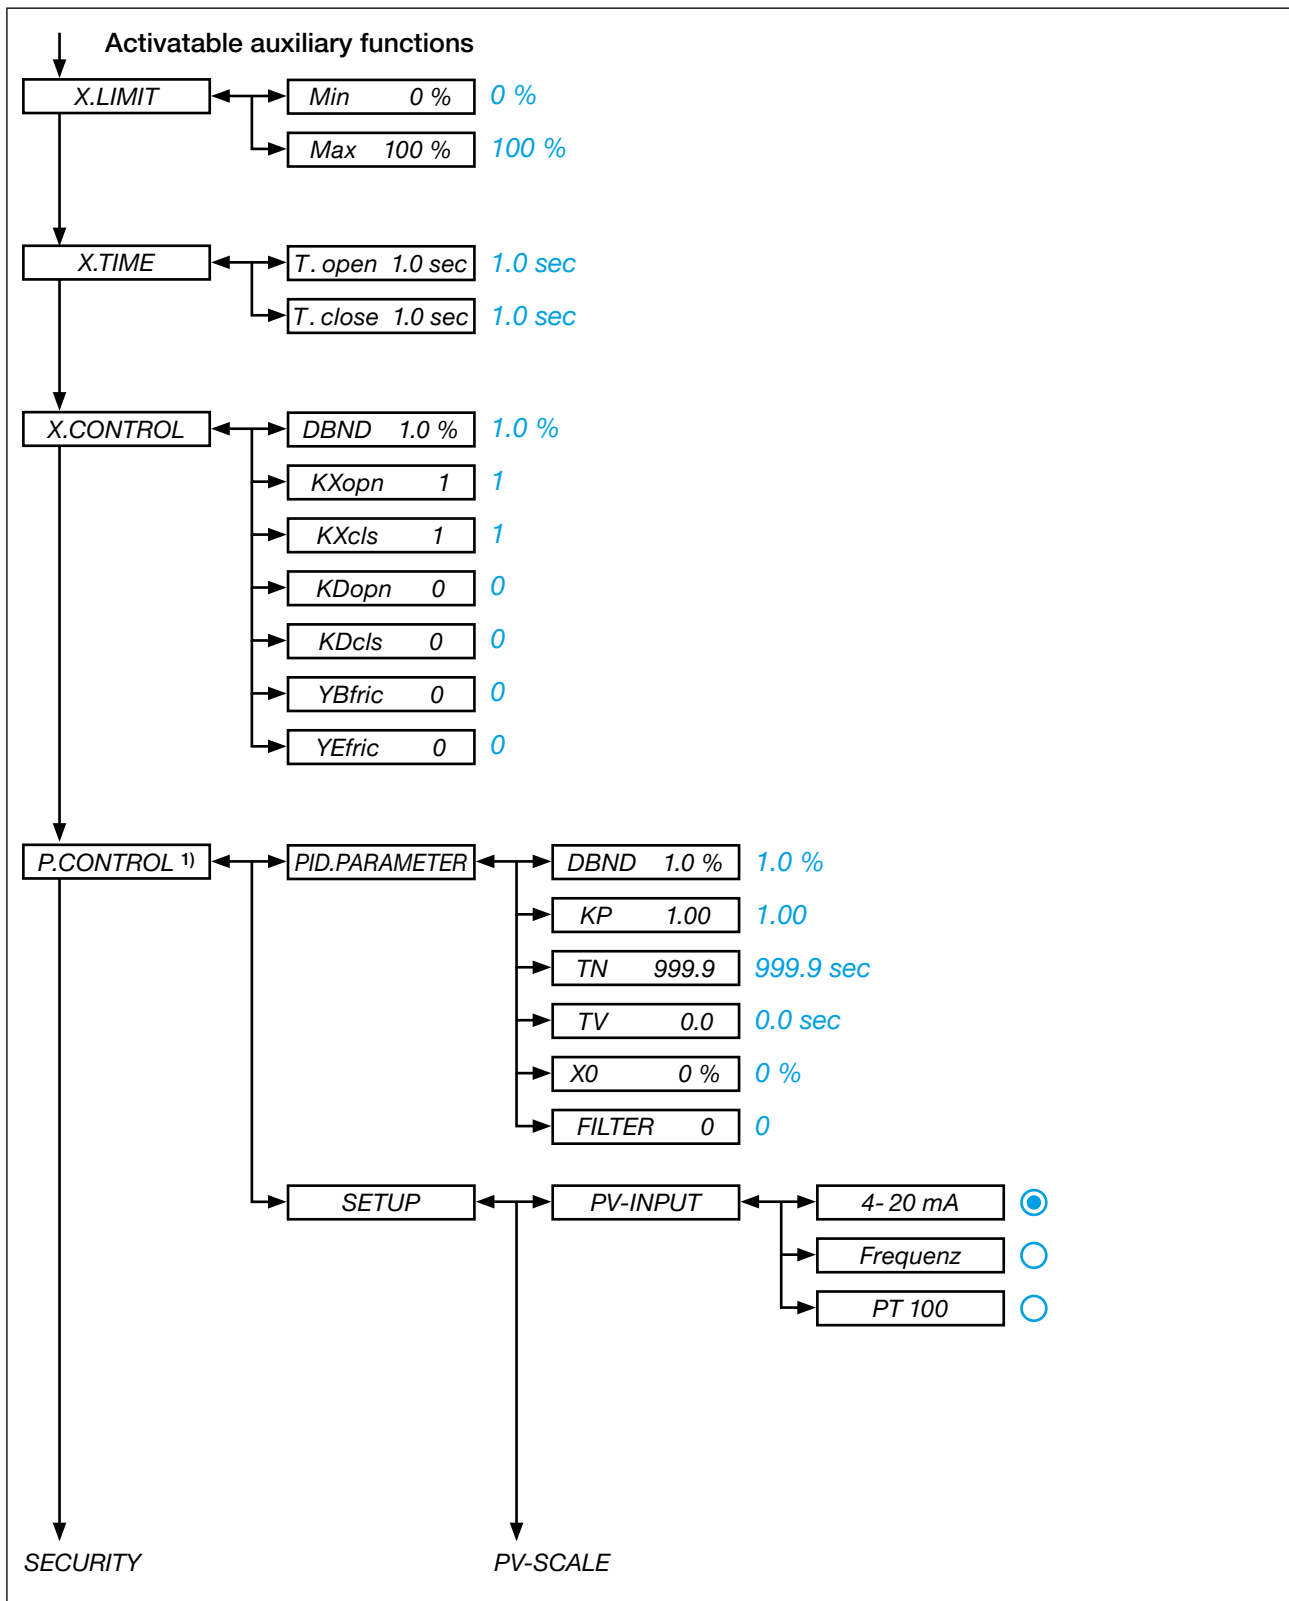 Activatable auxiliary functions
X.LIMIT Min 0 % 0 %
Max 100 % 100 %
X.TIME T. open 1.0 sec 1.0 sec
T. close 1.0 sec 1.0 sec
X.CONTROL DBND 1.0 % 1.0 %
KXopn 1 1
KXcls 1 1
KDopn 0 0
KDcls 0 0
YBfric 0 0
YEfric 0 0
P.CONTROL 1) PID.PARAMETER DBND 1.0 % 1.0 %
KP 1.00 1.00
TN 999.9 999.9 sec
TV 0.0 0.0 sec
X0 0 % 0 %
FILTER 0 0
SETUP PV-INPUT 4- 20 mA
Frequenz
PT 100
SECURITY PV-SCALE